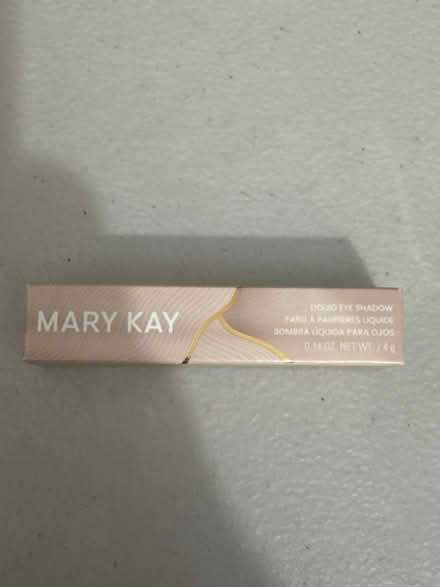 MARY KAY
LIQUID EYE SHADOW
FARD À PAUPIÈRES LIQUIDE
SOMBRA LÍQUIDA PARA OJOS
0.14 OZ. NET WT. / 4 g